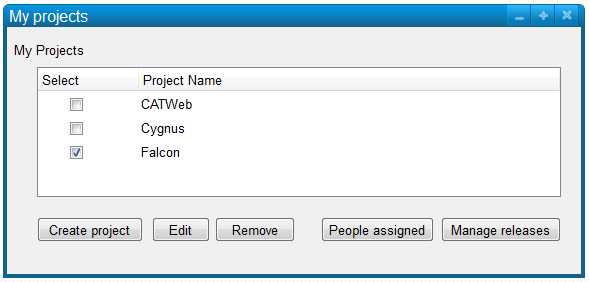 My projects
My Projects
Select Project Name
CATWeb
Cygnus
Falcon
Create project Edit Remove People assigned Manage releases